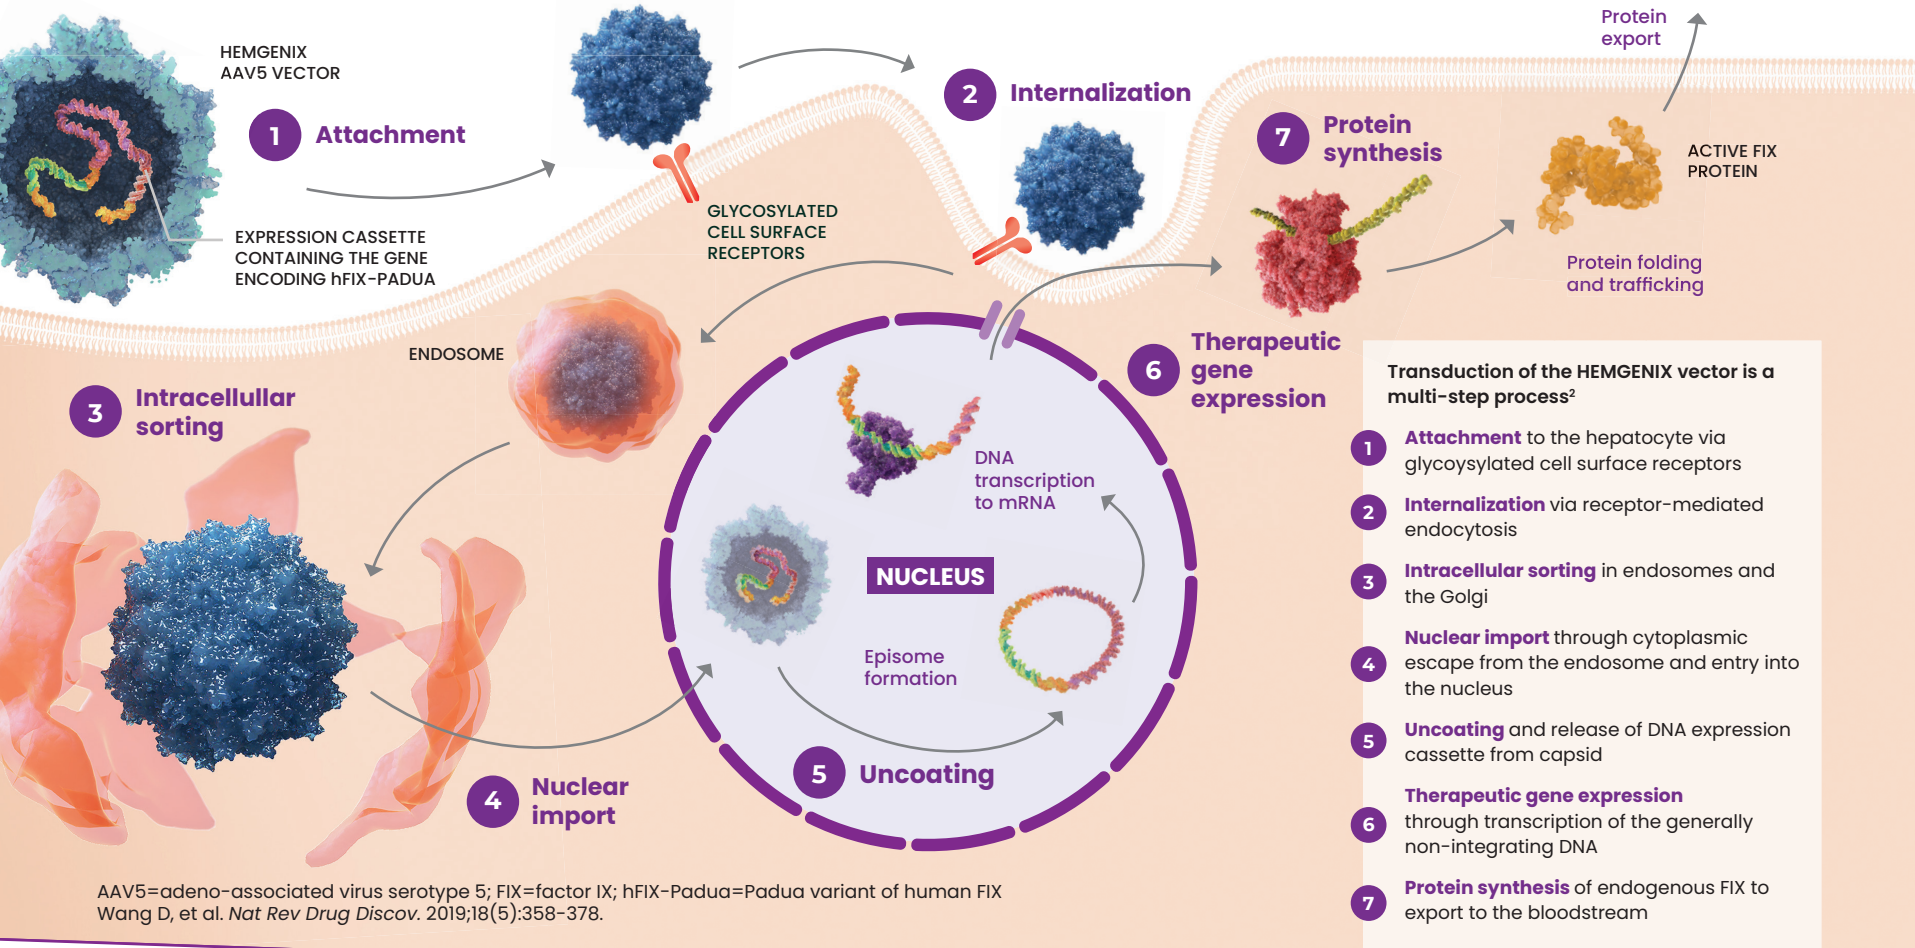 HEMGENIX
AAV5 VECTOR
1
Attachment
EXPRESSION CASSETTE
CONTAINING THE GENE
ENCODING hFIX-PADUA
GLYCOSYLATED
CELL SURFACE
RECEPTORS
2
Internalization
ENDOSOME
3
Intracellullar
sorting
4
Nuclear
import
NUCLEUS
5
Uncoating
Episome
formation
DNA
transcription
to mRNA
6
Therapeutic
gene
expression
7
Protein
synthesis
Protein folding
and trafficking
ACTIVE FIX
PROTEIN
Protein
export
Transduction of the HEMGENIX vector is a
multi-step process²
1
Attachment to the hepatocyte via
glycoysylated cell surface receptors
2
Internalization via receptor-mediated
endocytosis
3
Intracellular sorting in endosomes and
the Golgi
4
Nuclear import through cytoplasmic
escape from the endosome and entry into
the nucleus
5
Uncoating and release of DNA expression
cassette from capsid
6
Therapeutic gene expression
through transcription of the generally
non-integrating DNA
7
Protein synthesis of endogenous FIX to
export to the bloodstream
AAV5=adeno-associated virus serotype 5; FIX=factor IX; hFIX-Padua=Padua variant of human FIX
Wang D, et al. Nat Rev Drug Discov. 2019;18(5):358-378.